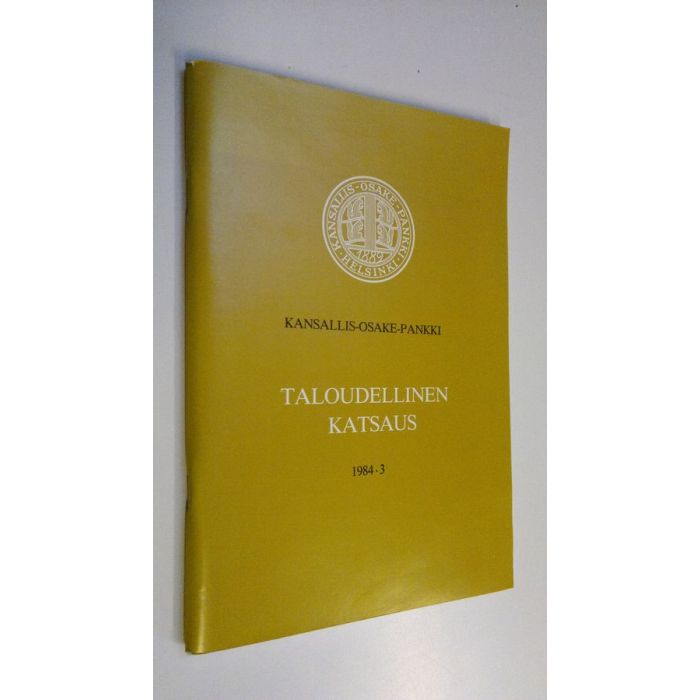 KANSALLIS-OSAKE-PANKKI
HELSINKI
1889
KANSALLIS-OSAKE-PANKKI
TALOUDELLINEN
KATSAUS
1984·3